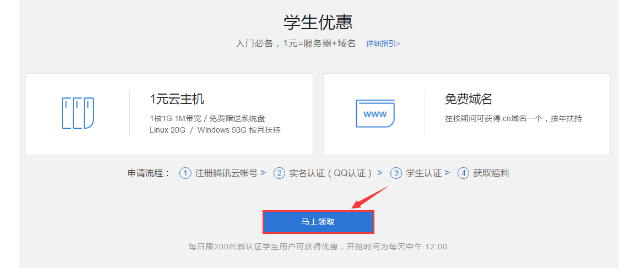 学生优惠
入门必备，1元=服务器+域名 详细指引>
1元云主机
1核1G 1M带宽 / 免费赠送系统盘
Linux 20G / Windows 50G 按月扶持
www
免费域名
在校期间可获得.cn域名一个，按年扶持
申请流程： 1 注册腾讯云帐号 > 2 实名认证（QQ认证） > 3 学生认证 > 4 获取福利
马上领取
每日限200名新认证学生用户可获得优惠，开抢时间为每天中午 12:00